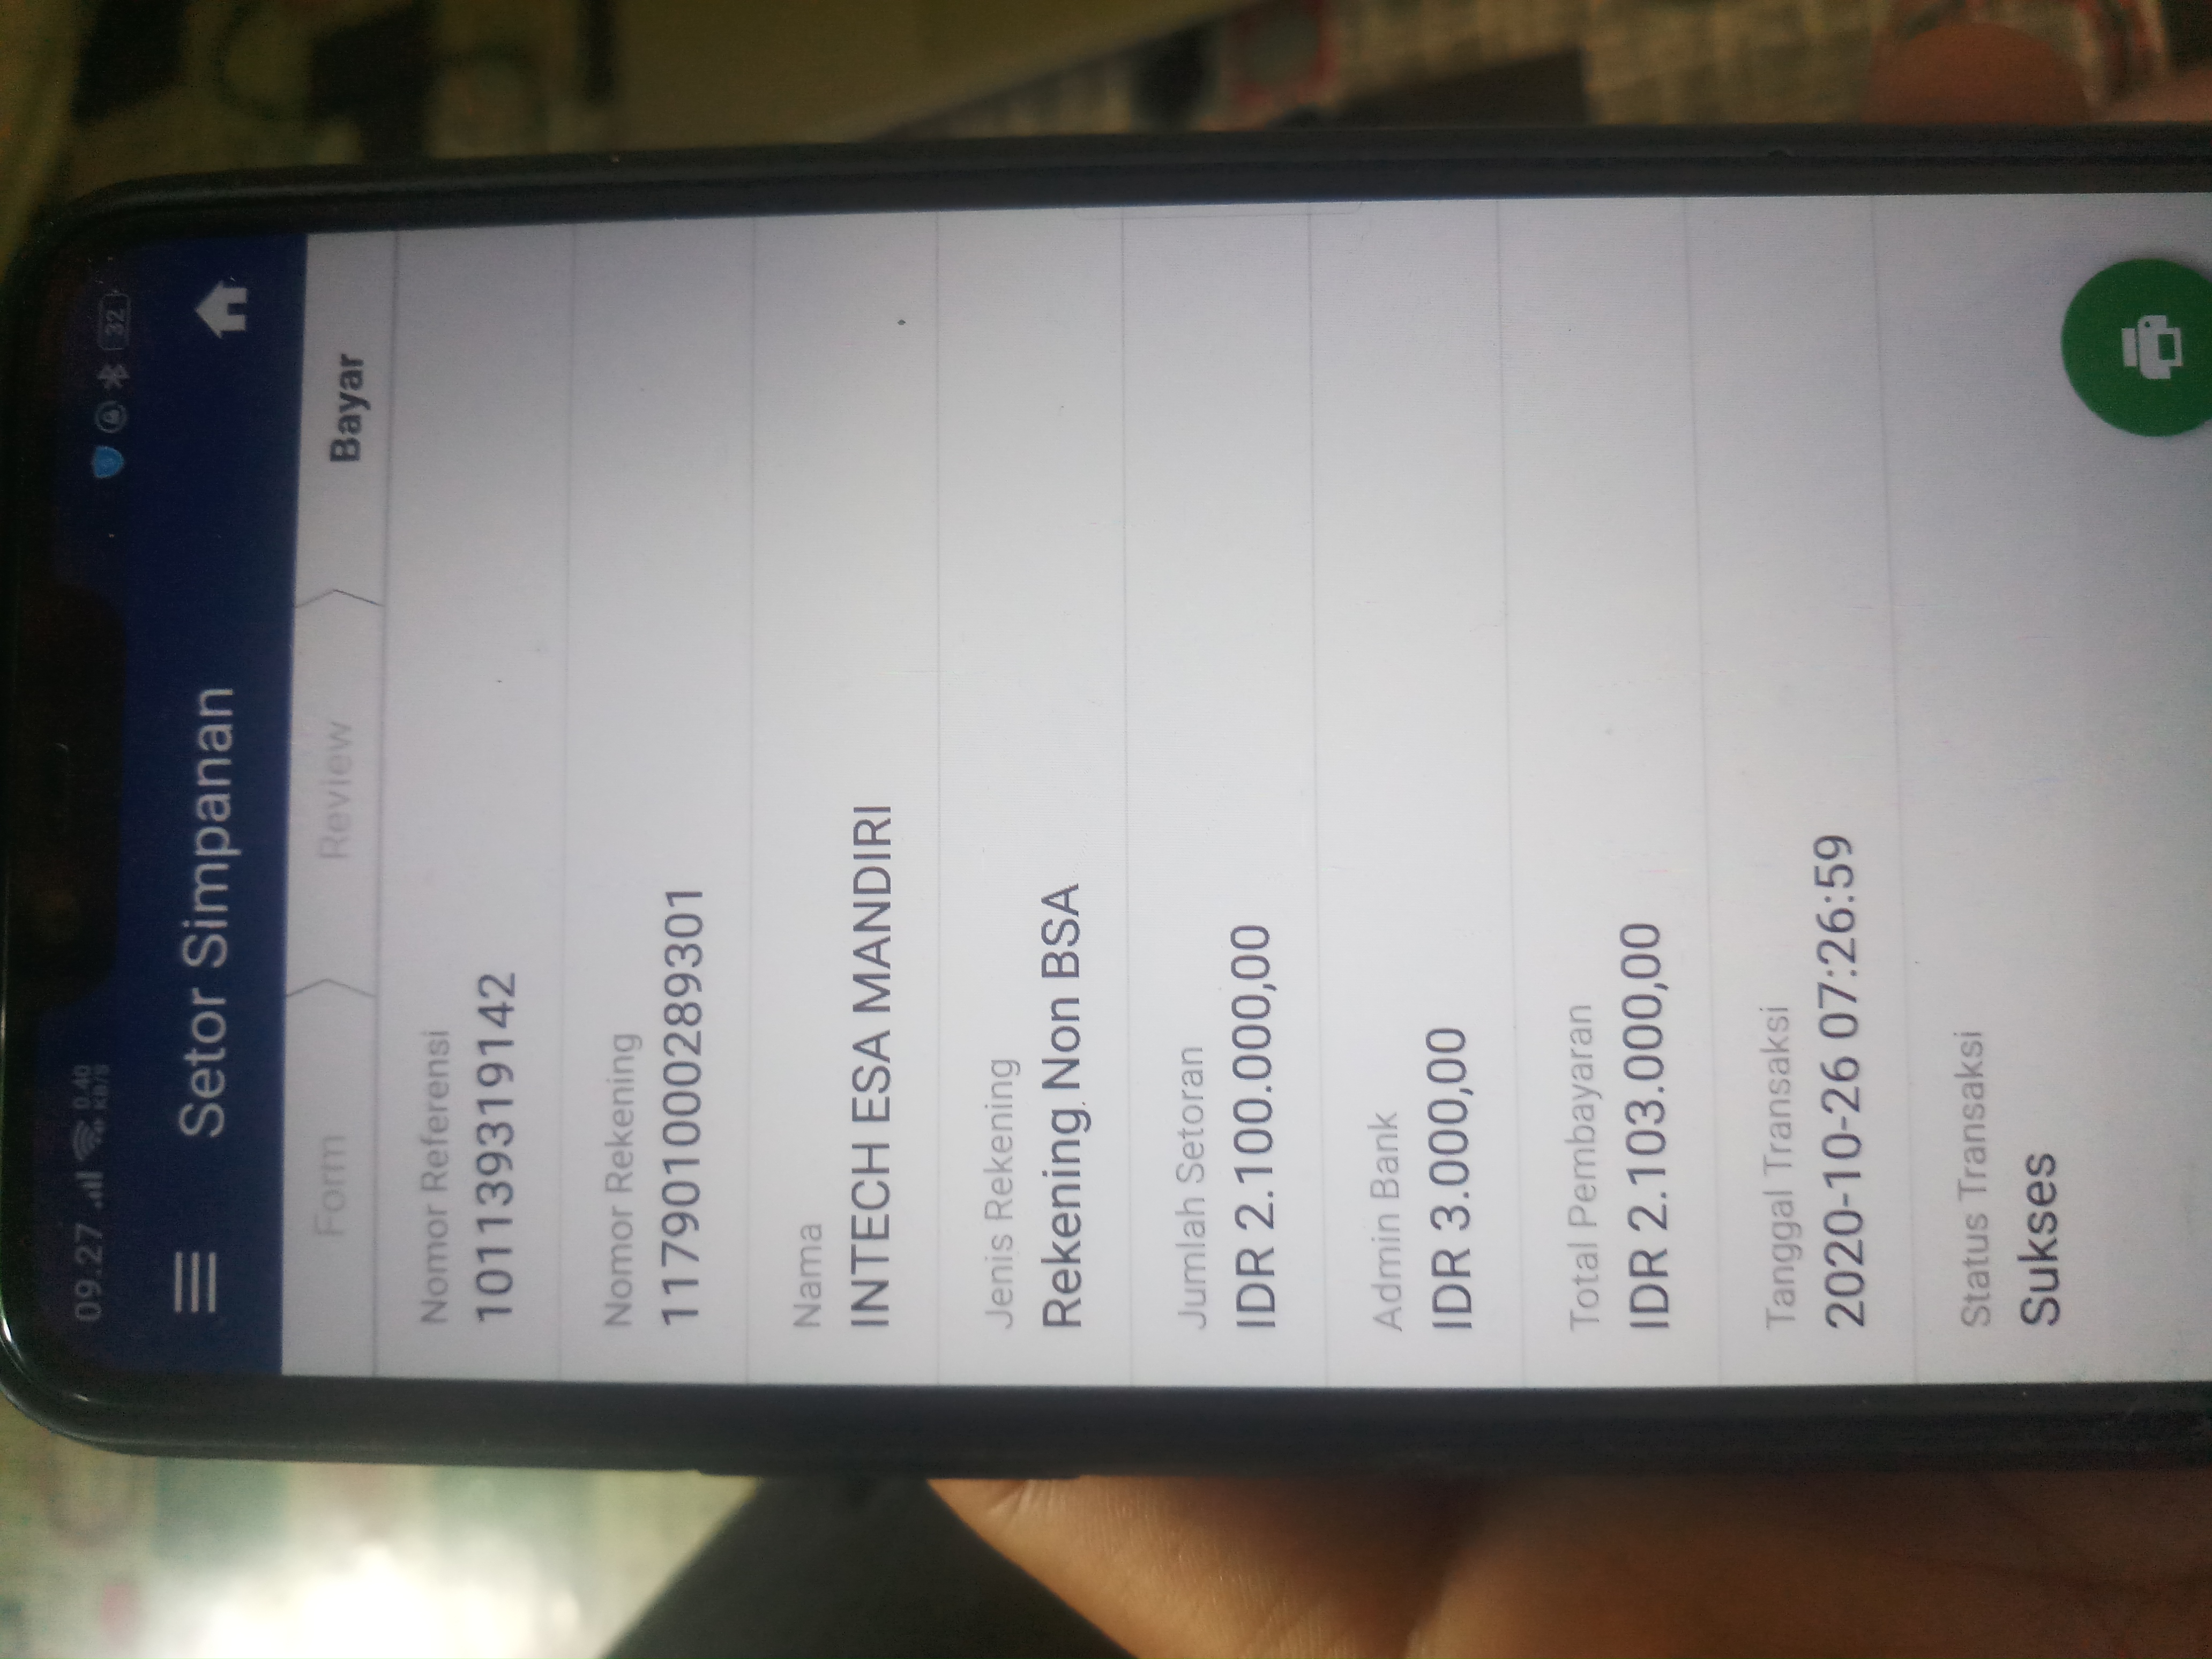 09.27 0.40 KB/S 32
Setor Simpanan
Form Review Bayar
Nomor Referensi
101139319142
Nomor Rekening
117901000289301
Nama
INTECH ESA MANDIRI
Jenis Rekening
Rekening Non BSA
Jumlah Setoran
IDR 2.100.000,00
Admin Bank
IDR 3.000,00
Total Pembayaran
IDR 2.103.000,00
Tanggal Transaksi
2020-10-26 07:26:59
Status Transaksi
Sukses